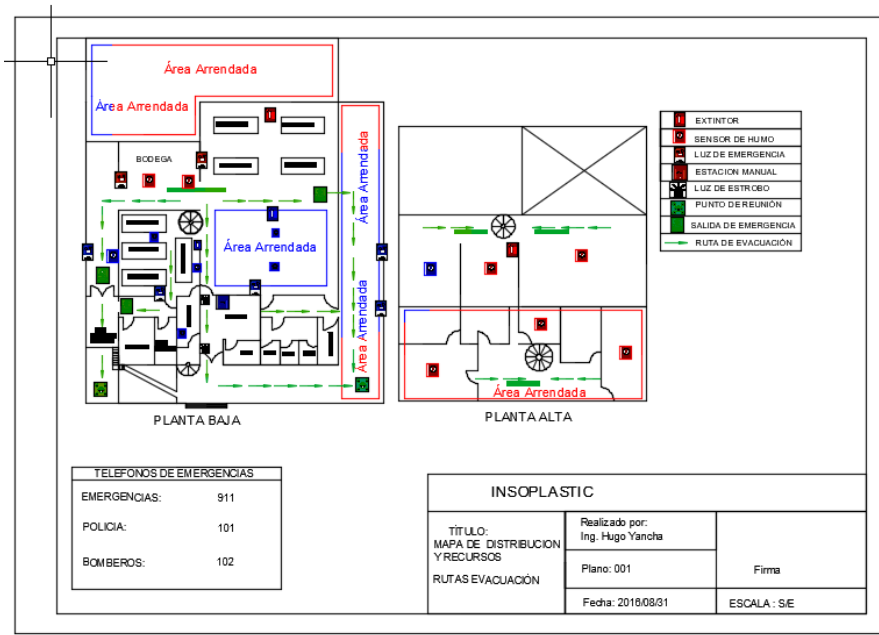 Área Arrendada
Área Arrendada
BODEGA
Área Arrendada
Área Arrendada
Área Arrendada
PLANTA BAJA
Área Arrendada
PLANTA ALTA
EXTINTOR
SENSOR DE HUMO
LUZ DE EMERGENCIA
ESTACION MANUAL
LUZ DE ESTROBO
PUNTO DE REUNIÓN
SALIDA DE EMERGENCIA
RUTA DE EVACUACIÓN
TELEFONOS DE EMERGENCIAS
EMERGENCIAS: 911
POLICIA: 101
BOMBEROS: 102
INSOPLASTIC
TÍTULO:
MAPA DE DISTRIBUCION
Y RECURSOS
RUTAS EVACUACIÓN
Realizado por:
Ing. Hugo Yancha
Plano: 001
Firma
Fecha: 2016/08/31
ESCALA : S/E